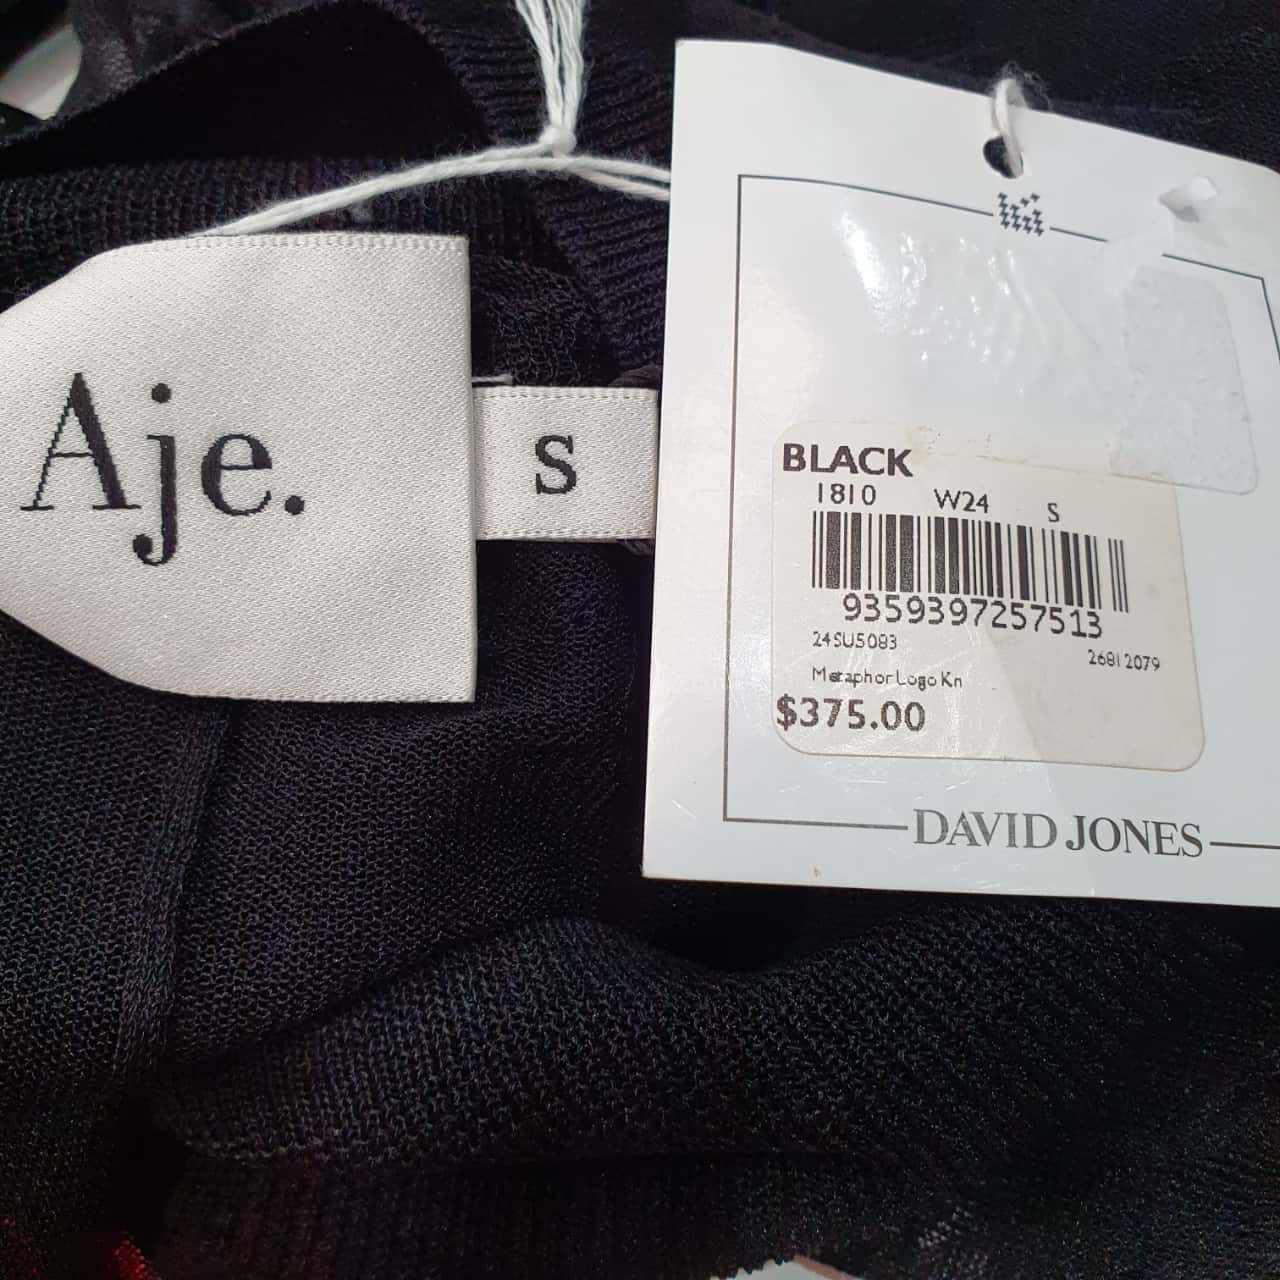 Aje.
S
BLACK
1810 W24 S
9359397257513
24SU5083 26812079
Metaphor Logo Kn
$375.00
DAVID JONES